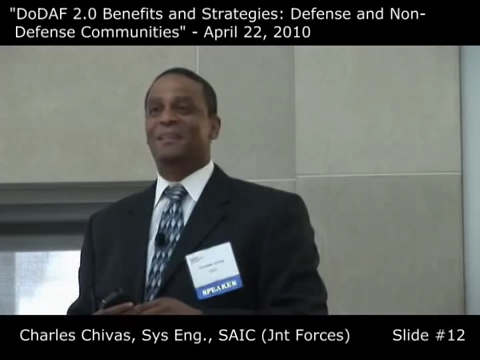 "DoDAF 2.0 Benefits and Strategies: Defense and Non-
Defense Communities" - April 22, 2010
SPEAKER
Charles Chivas, Sys Eng., SAIC (Jnt Forces) Slide #12